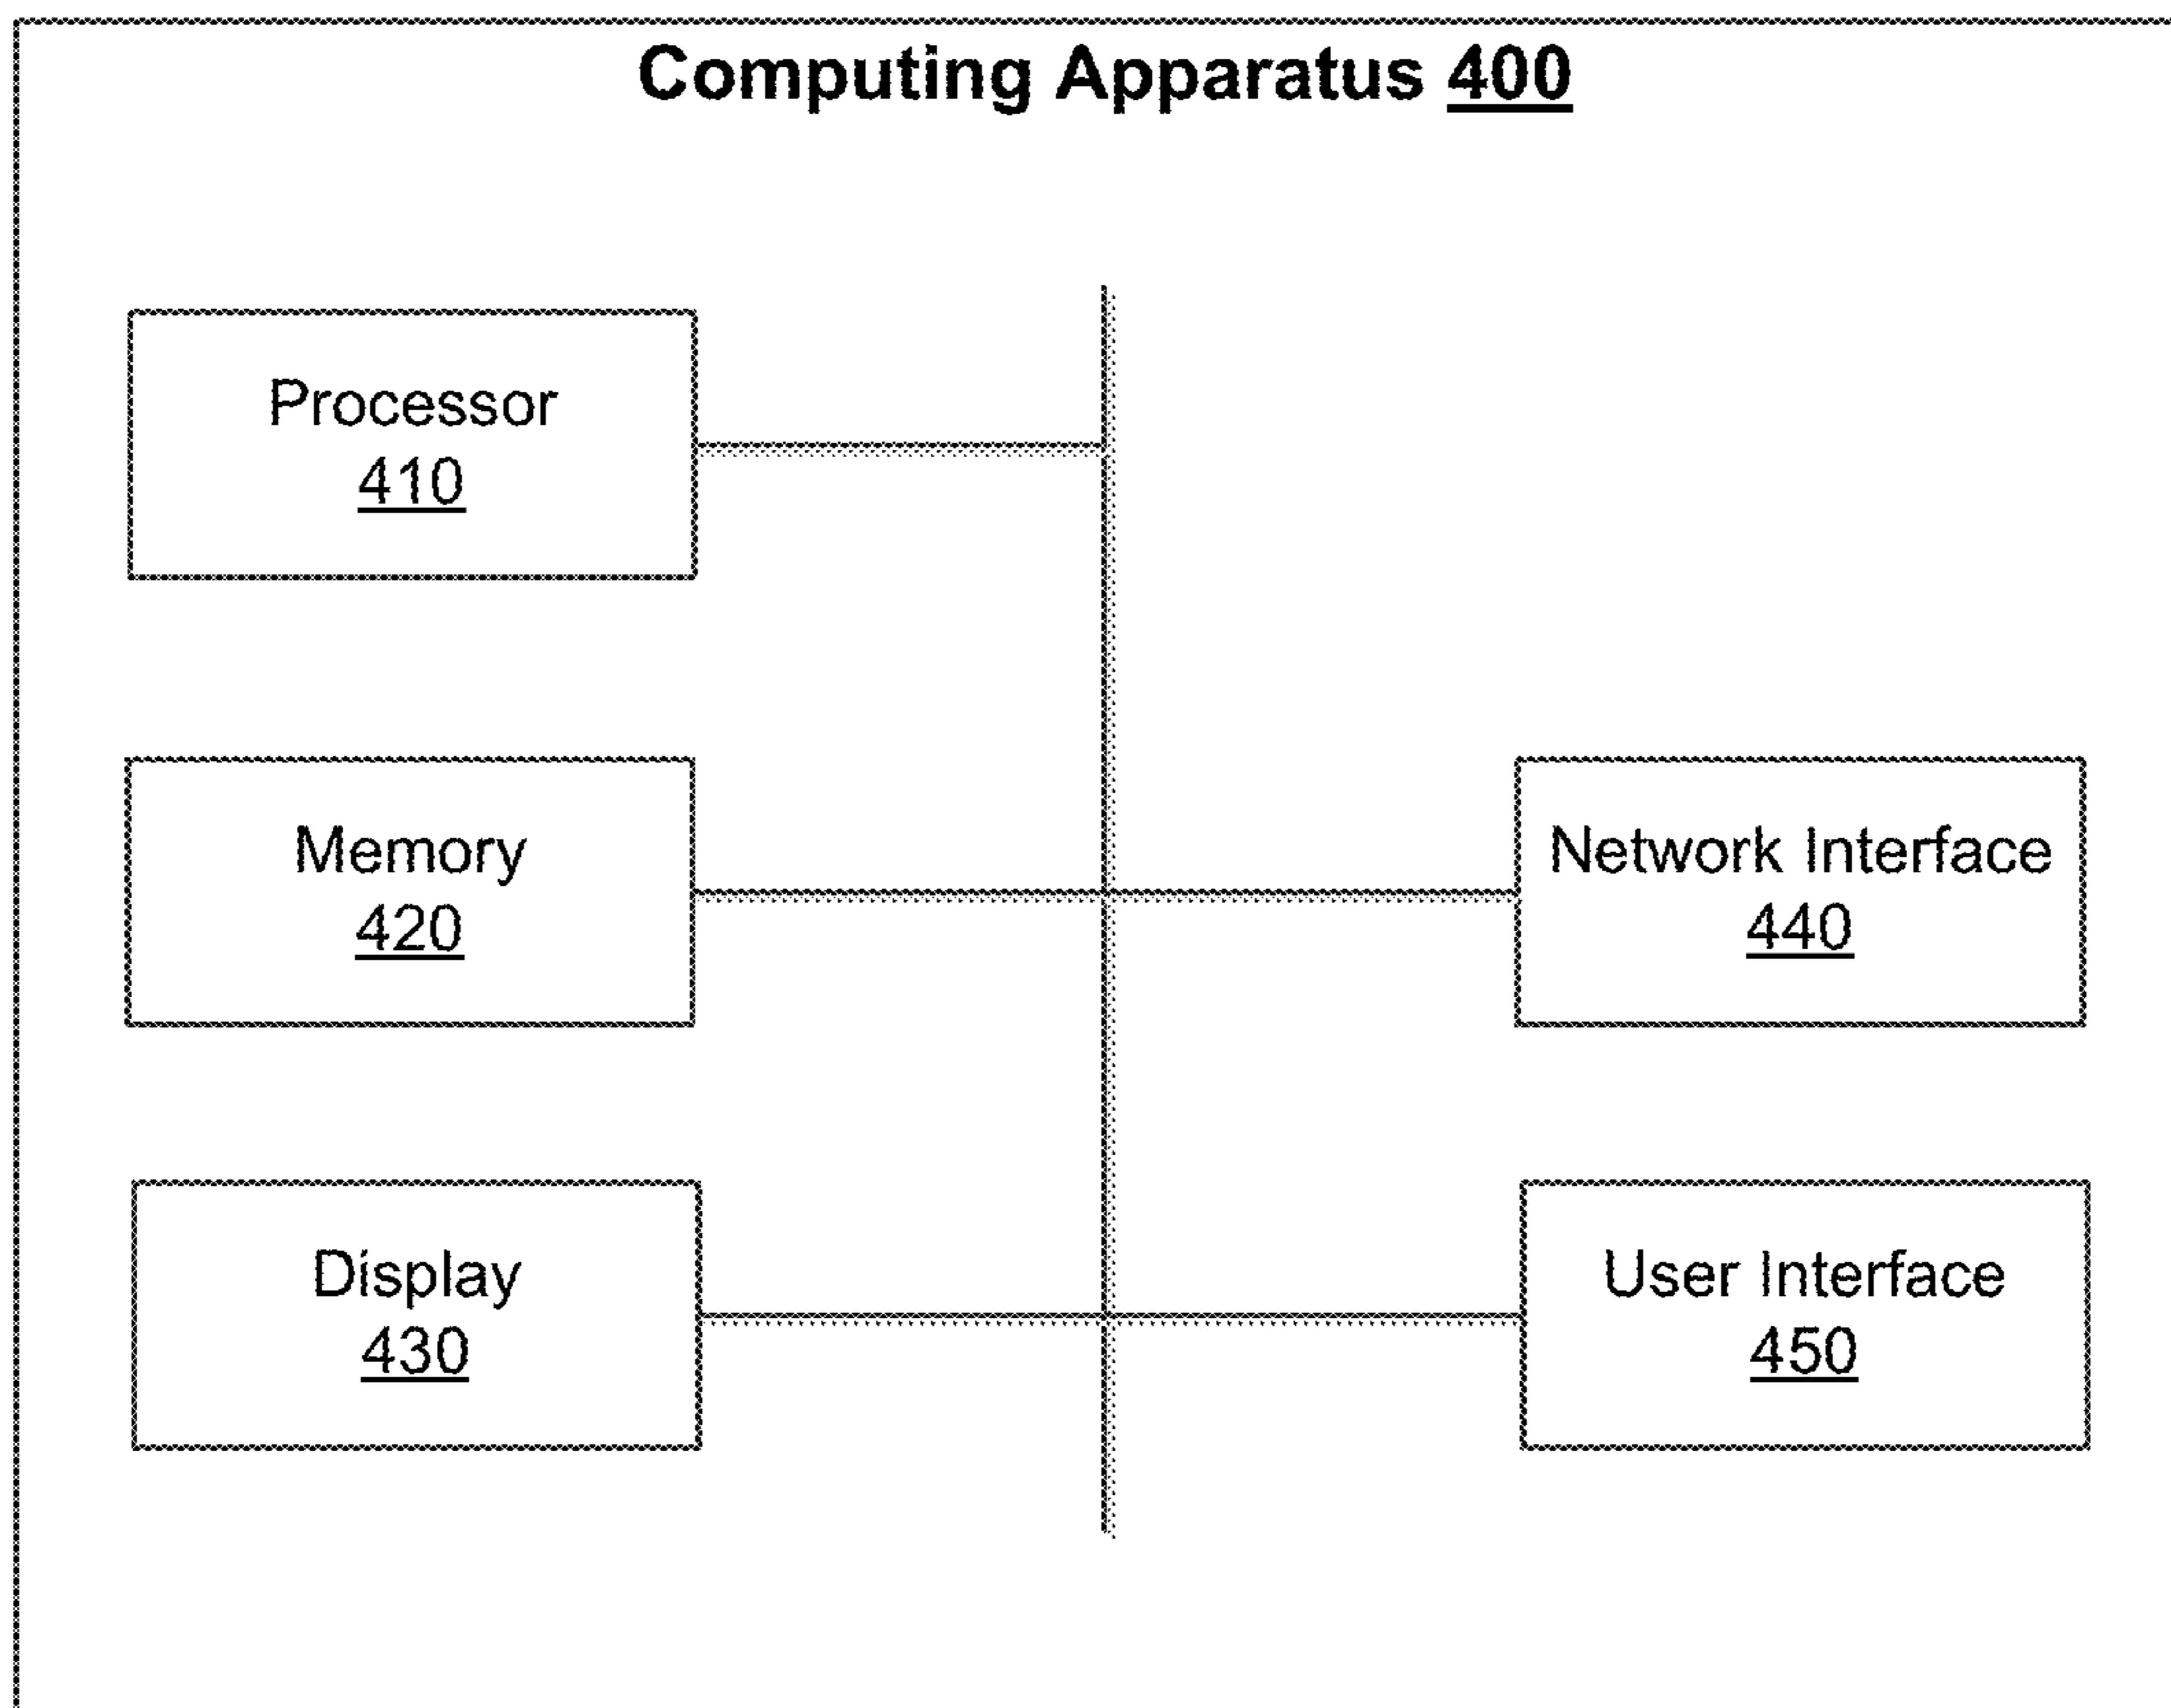 Computing Apparatus 400
Processor
410
Memory
420
Network Interface
440
Display
430
User Interface
450